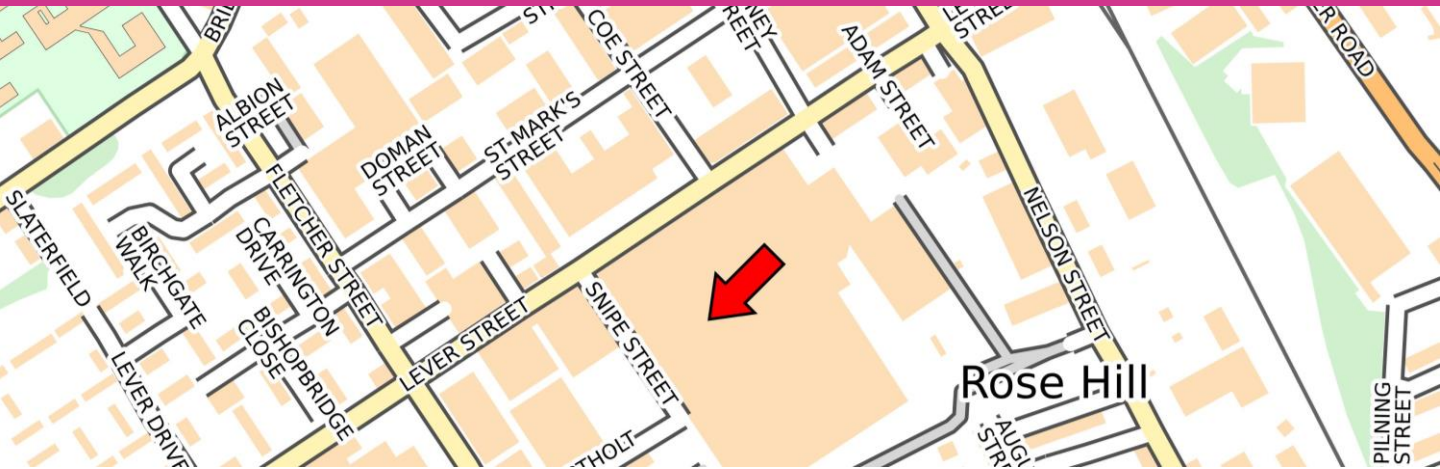 COE STREET
ADAM STREET
ALBION
STREET
ST-MARK'S
STREET
DOMAN
STREET
FLETCHER STREET
SLATERFIELD
BIRCHGATE
WALK
CARRINGTON
DRIVE
NELSON STREET
SNIPE STREET
LEVER STREET
BISHOPBRIDGE
CLOSE
LEVER DRIVE
Rose Hill
PILNING
STREET